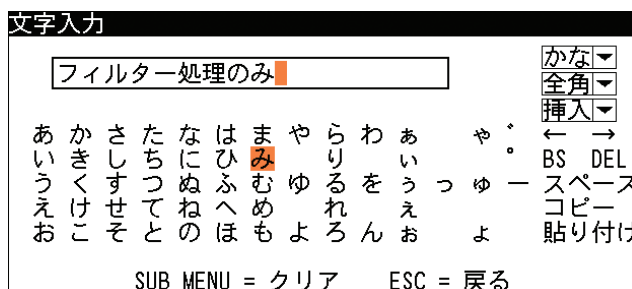 文字入力
フィルター処理のみ
かな
全角
挿入
あ か さ た な は ま や ら わ ぁ ゃ ゛ ← →
い き し ち に ひ み り ぃ ゜ BS DEL
う く す つ ぬ ふ む ゆ る を ぅ っ ゅ ー スペース
え け せ て ね へ め れ ぇ コピー
お こ そ と の ほ も よ ろ ん ぉ ょ 貼り付け
SUB MENU = クリア ESC = 戻る